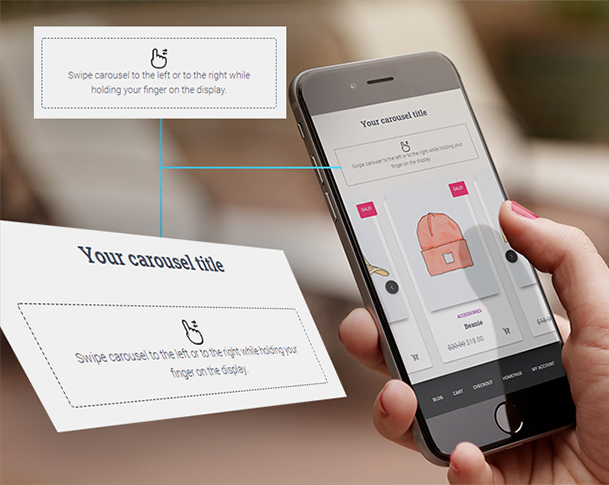 Swipe carousel to the left or to the right while
holding your finger on the display.
Your carousel title
Swipe carousel to the left or to the right while holding your
finger on the display.
Your carousel title
Swipe carousel to the left or to the right while holding your
finger on the display.
SALE!
SALE!
ACCESSORIES
Beanie
$20.00 $18.00
BLOG CART CHECKOUT HOMEPAGE MY ACCOUNT